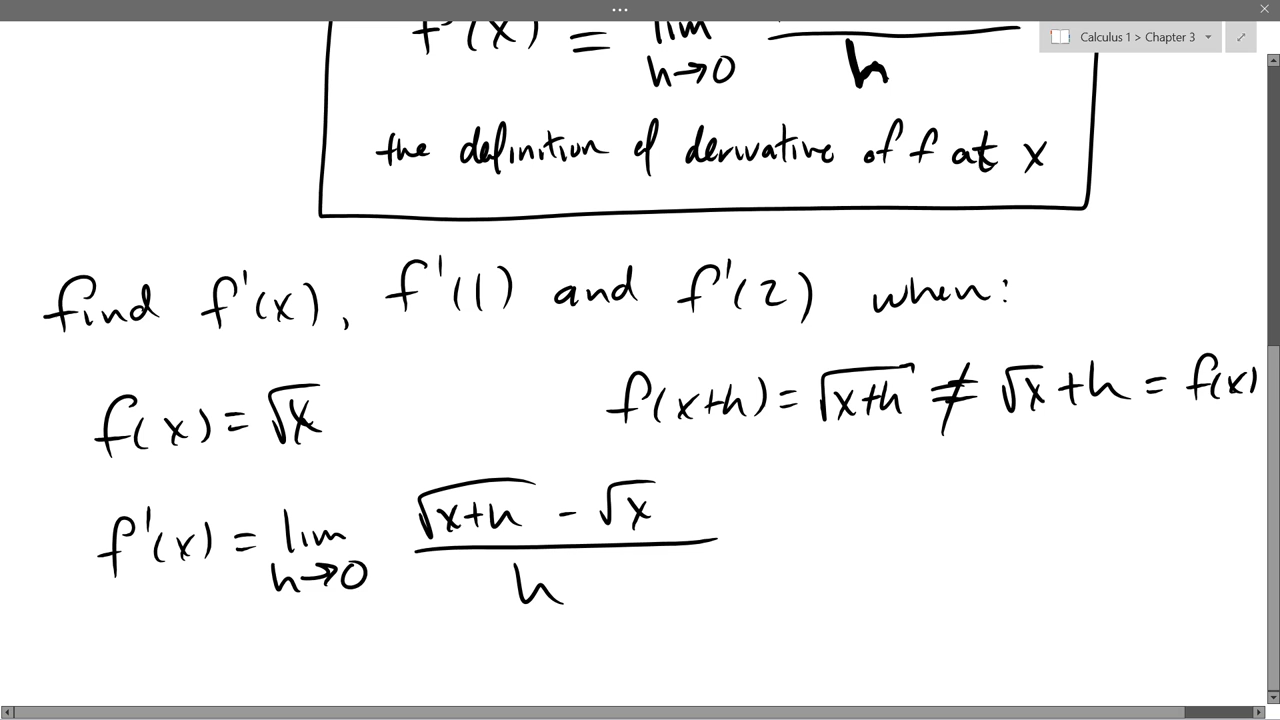 Calculus 1 > Chapter 3
f'(x) = lim h→0 / h
the definition of derivative of f at x
find f'(x), f'(1) and f'(2) when:
f(x) = √x
f(x+h) = √(x+h) ≠ √x + h = f(x)
f'(x) = lim h→0 (√(x+h) - √x) / h